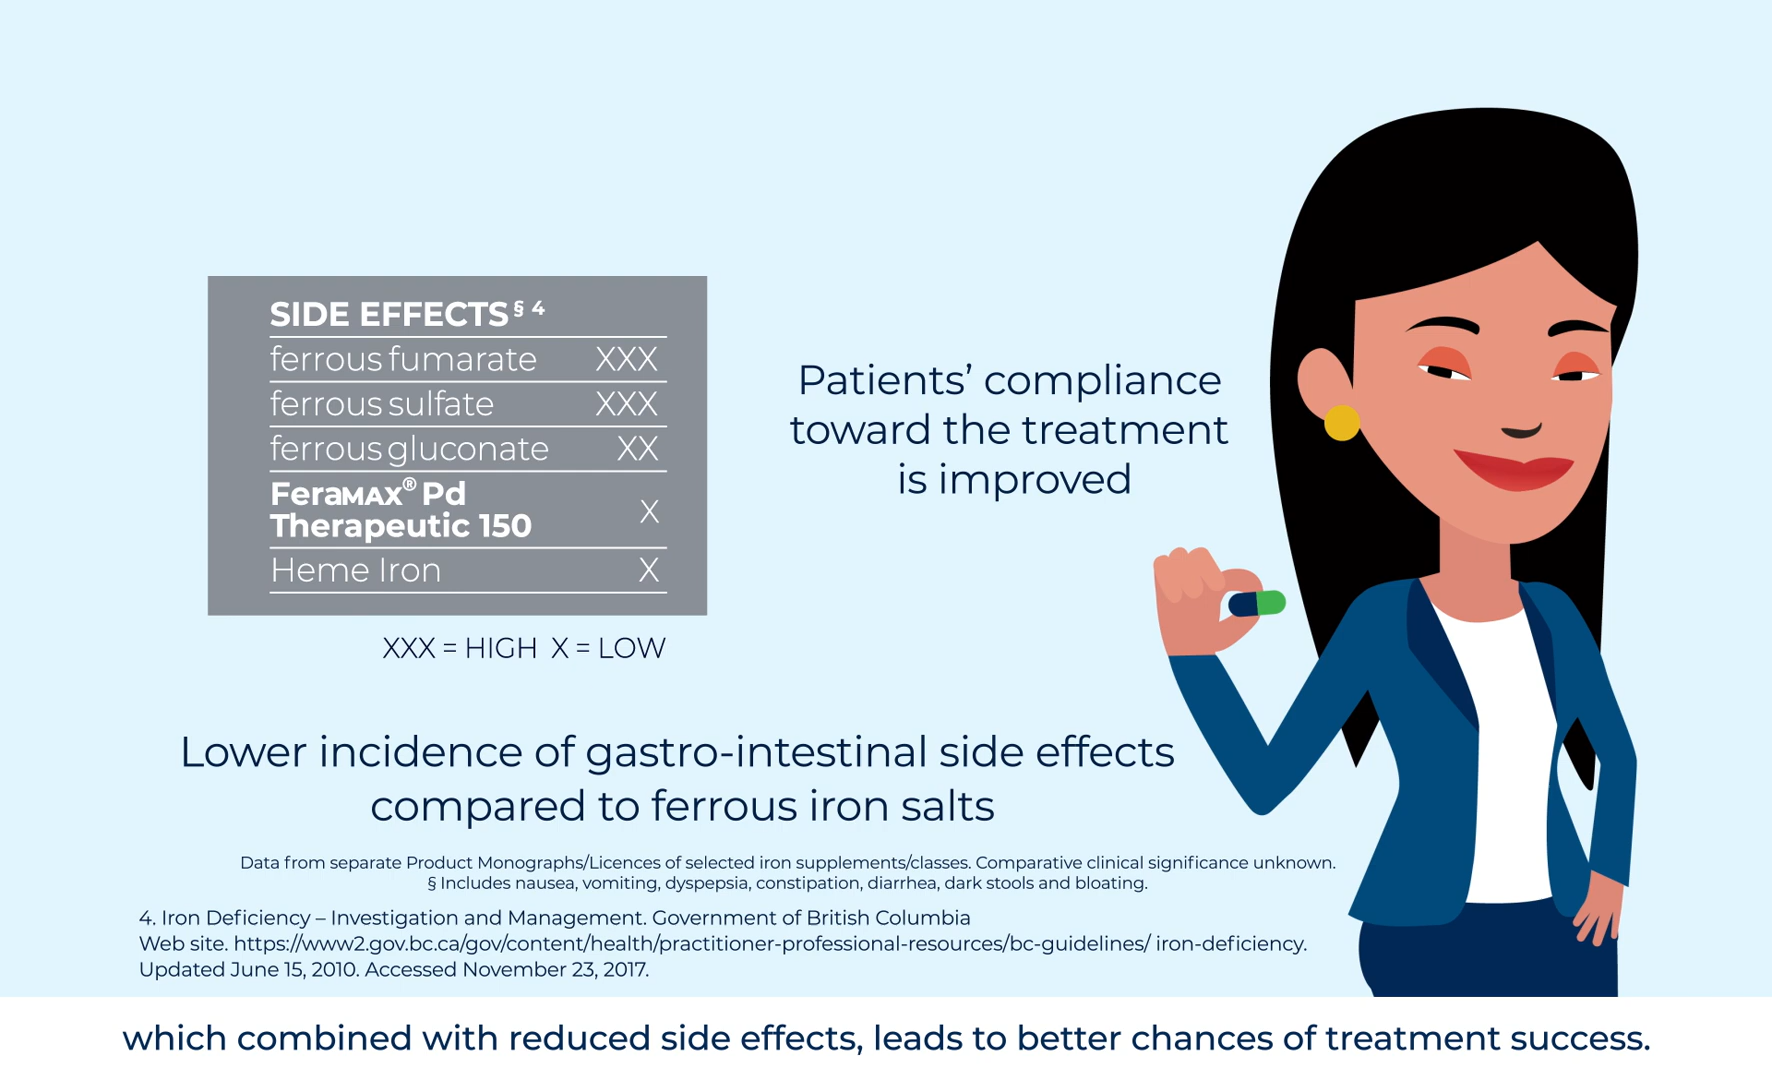 SIDE EFFECTS§ 4
ferrous fumarate XXX
ferrous sulfate XXX
ferrous gluconate XX
FeraMAX® Pd
Therapeutic 150 X
Heme Iron X
XXX = HIGH X = LOW
Patients’ compliance
toward the treatment
is improved
Lower incidence of gastro-intestinal side effects
compared to ferrous iron salts
Data from separate Product Monographs/Licences of selected iron supplements/classes. Comparative clinical significance unknown.
§ Includes nausea, vomiting, dyspepsia, constipation, diarrhea, dark stools and bloating.
4. Iron Deficiency – Investigation and Management. Government of British Columbia
Web site. https://www2.gov.bc.ca/gov/content/health/practitioner-professional-resources/bc-guidelines/ iron-deficiency.
Updated June 15, 2010. Accessed November 23, 2017.
which combined with reduced side effects, leads to better chances of treatment success.